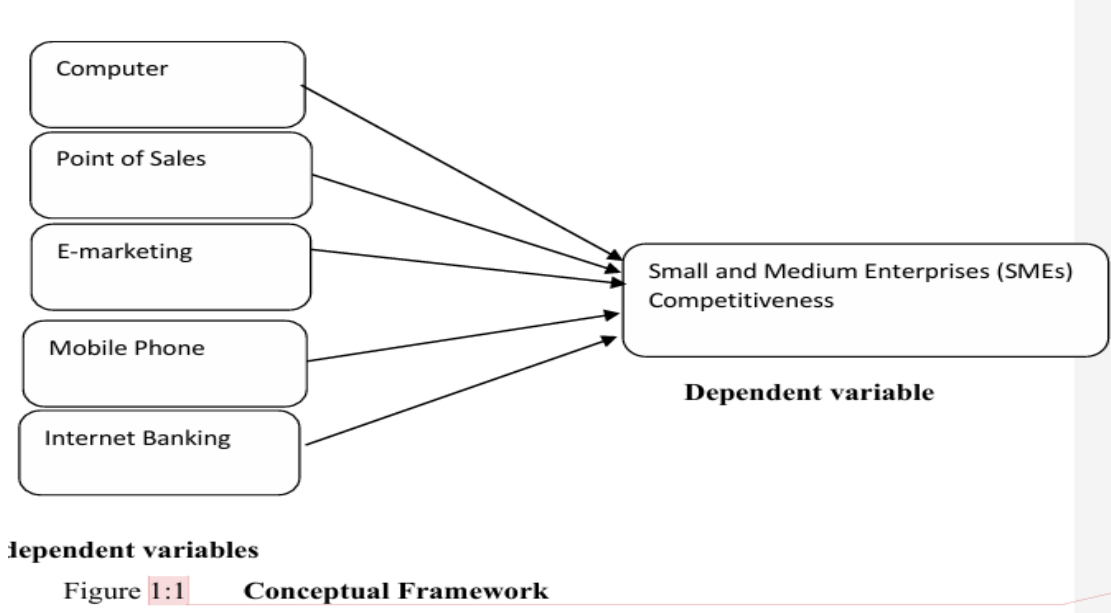 Computer
Point of Sales
E-marketing
Small and Medium Enterprises (SMEs)
Competitiveness
Mobile Phone
Dependent variable
Internet Banking
dependent variables
Figure 1:1 Conceptual Framework